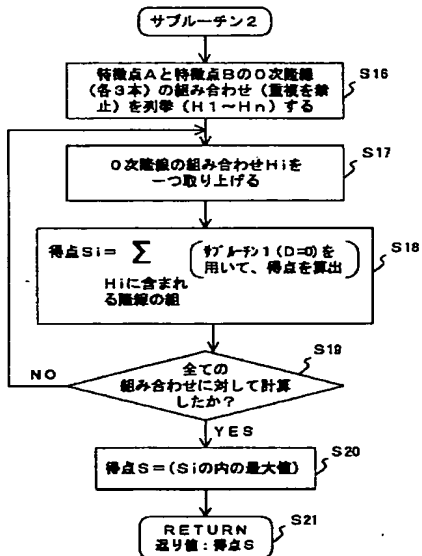 サブルーチン2
特徴点Aと特徴点Bの0次隆線
(各3本)の組み合わせ(重複を禁
止)を列挙(H1~Hn)する
S16
0次隆線の組み合わせHiを
一つ取り上げる
S17
得点Si= Σ (サブルーチン1(D=0)を
用いて、得点を算出)
Hiに含まれ
る隆線の組
S18
全ての
組み合わせに対して計算
したか?
S19
NO
YES
得点S=(Siの内の最大値)
S20
RETURN
返り値:得点S
S21